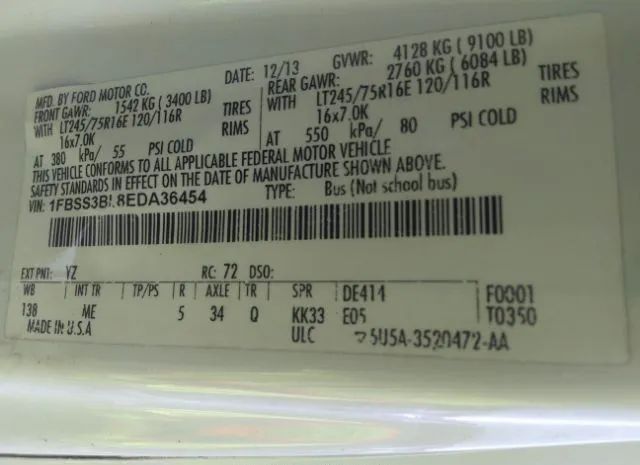 MFD. BY FORD MOTOR CO. DATE: 12/13 GVWR: 4128 KG ( 9100 LB)
FRONT GAWR: 1542 KG ( 3400 LB) REAR GAWR: 2760 KG ( 6084 LB)
WITH LT245/75R16E 120/116R TIRES WITH LT245/75R16E 120/116R TIRES
16x7.0K RIMS 16x7.0K RIMS
AT 380 kPa/ 55 PSI COLD AT 550 kPa/ 80 PSI COLD
THIS VEHICLE CONFORMS TO ALL APPLICABLE FEDERAL MOTOR VEHICLE
SAFETY STANDARDS IN EFFECT ON THE DATE OF MANUFACTURE SHOWN ABOVE.
VIN: TYPE: Bus (Not school bus)
EXT PNT: YZ RC: 72 DSO:
WB INT TR TP/PS R AXLE TR SPR DE414 F0001
138 ME 5 34 Q KK33 E05 T0350
MADE IN U.S.A ULC 5U5A-3520472-AA